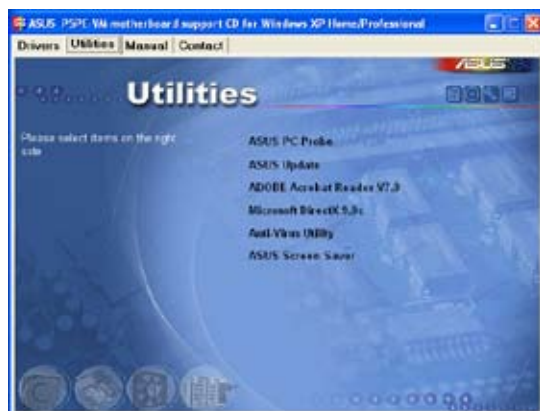 ASUS P5PE-VM motherboard support CD for Windows XP Home/Professional
Drivers Utilities Manual Contact
ASUS
Utilities
Please select items on the right side
ASUS PC Probe
ASUS Update
ADOBE Acrobat Reader V7.0
Microsoft DirectX 9.0c
Anti-Virus Utility
ASUS Screen Saver